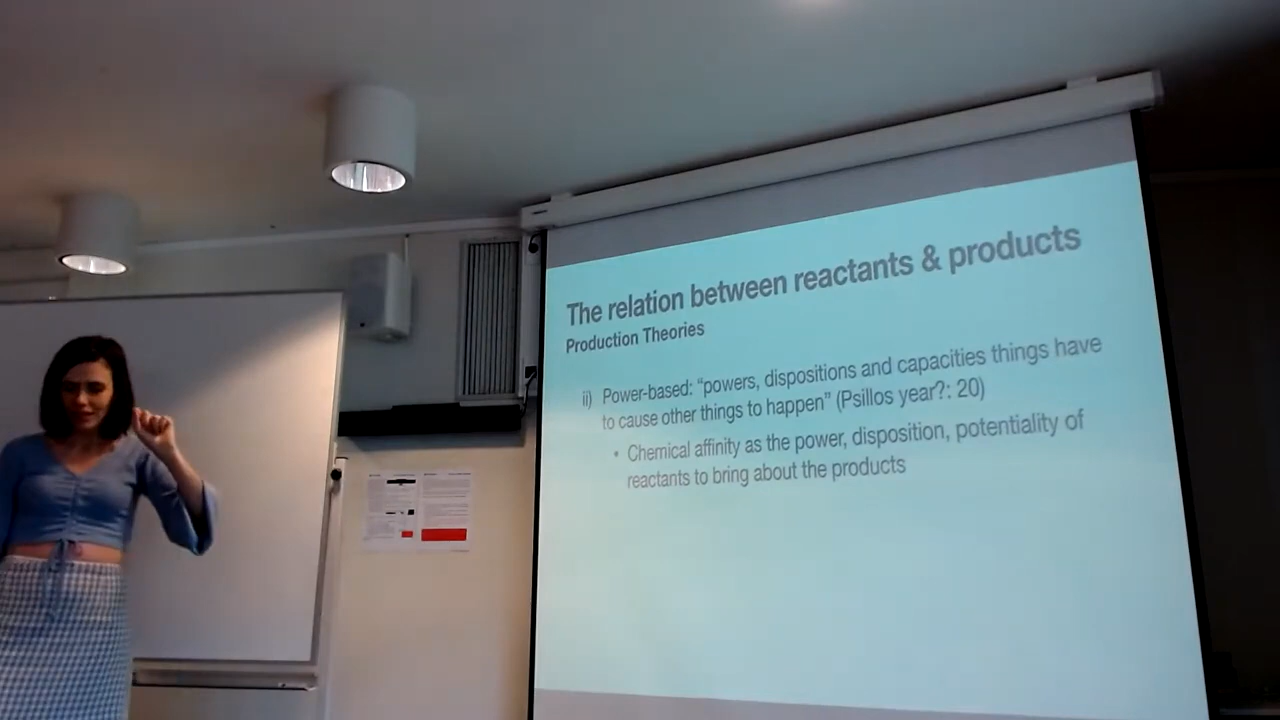 The relation between reactants & products
Production Theories
ii) Power-based: “powers, dispositions and capacities things have
to cause other things to happen” (Psillos year?: 20)
• Chemical affinity as the power, disposition, potentiality of
reactants to bring about the products